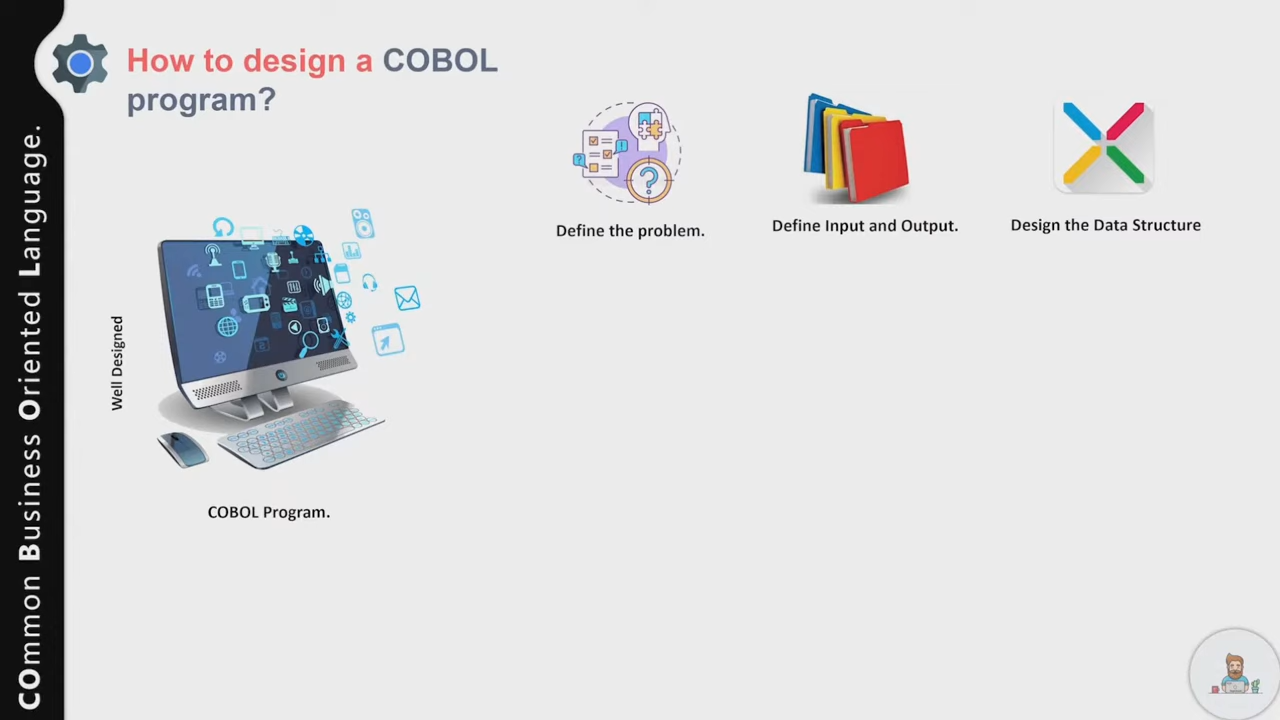 How to design a COBOL
program?
Define the problem.
Define Input and Output.
Design the Data Structure
Well Designed
COBOL Program.
COmmon Business Oriented Language.